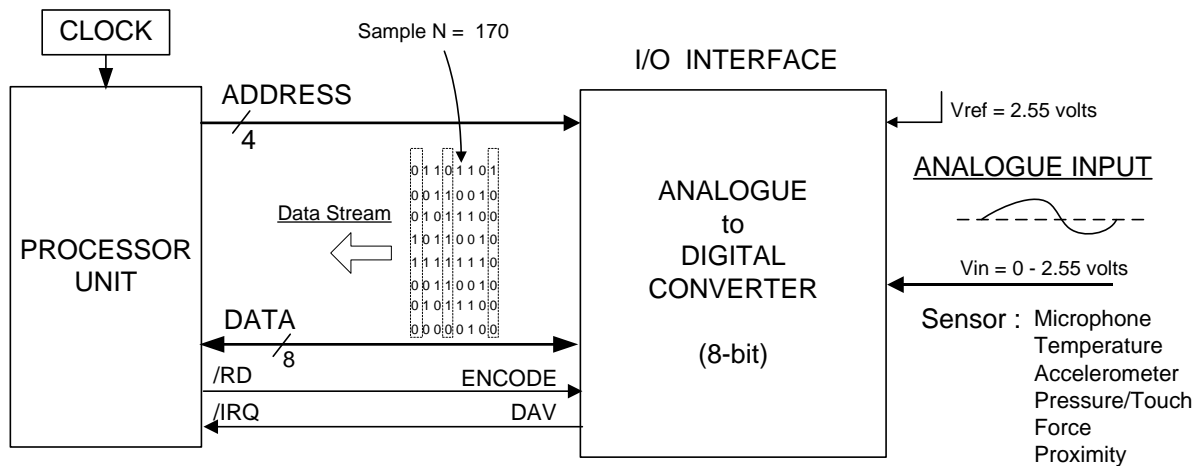 CLOCK
Sample N = 170
I/O INTERFACE
ADDRESS
4
Vref = 2.55 volts
ANALOGUE INPUT
0 1 1 0 1 1 0 1
0 0 1 1 0 0 1 0
0 1 0 1 1 1 0 0
1 0 1 1 0 0 1 0
1 1 1 1 1 1 1 0
0 0 1 1 0 0 1 0
0 1 0 1 1 1 0 0
0 0 0 0 0 1 0 0
Data Stream
PROCESSOR
UNIT
ANALOGUE
to
DIGITAL
CONVERTER
(8-bit)
Vin = 0 - 2.55 volts
DATA
8
/RD
ENCODE
/IRQ
DAV
Sensor : Microphone
Temperature
Accelerometer
Pressure/Touch
Force
Proximity